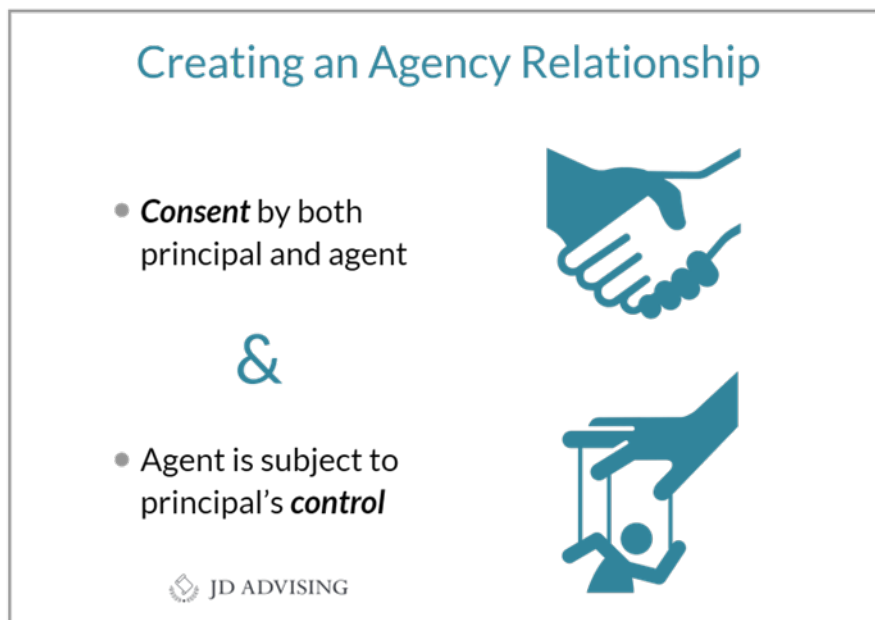 Creating an Agency Relationship
Consent by both
principal and agent
&
Agent is subject to
principal’s control
JD ADVISING